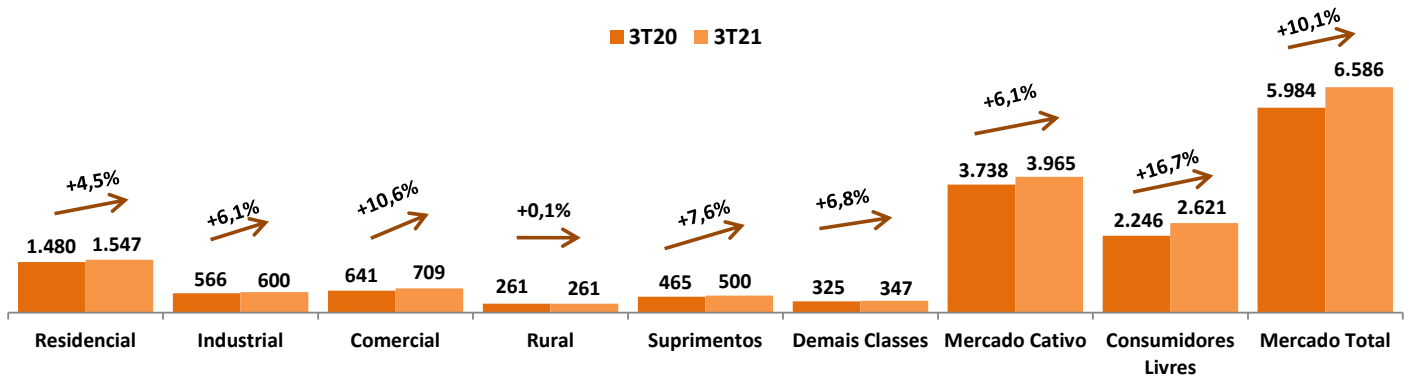 3T20 3T21
+4,5%
+6,1%
+10,6%
+0,1%
+7,6%
+6,8%
+6,1%
+16,7%
+10,1%
1.480 1.547
566 600
641 709
261 261
465 500
325 347
3.738 3.965
2.246 2.621
5.984 6.586
Residencial
Industrial
Comercial
Rural
Suprimentos
Demais Classes
Mercado Cativo
Consumidores
Livres
Mercado Total